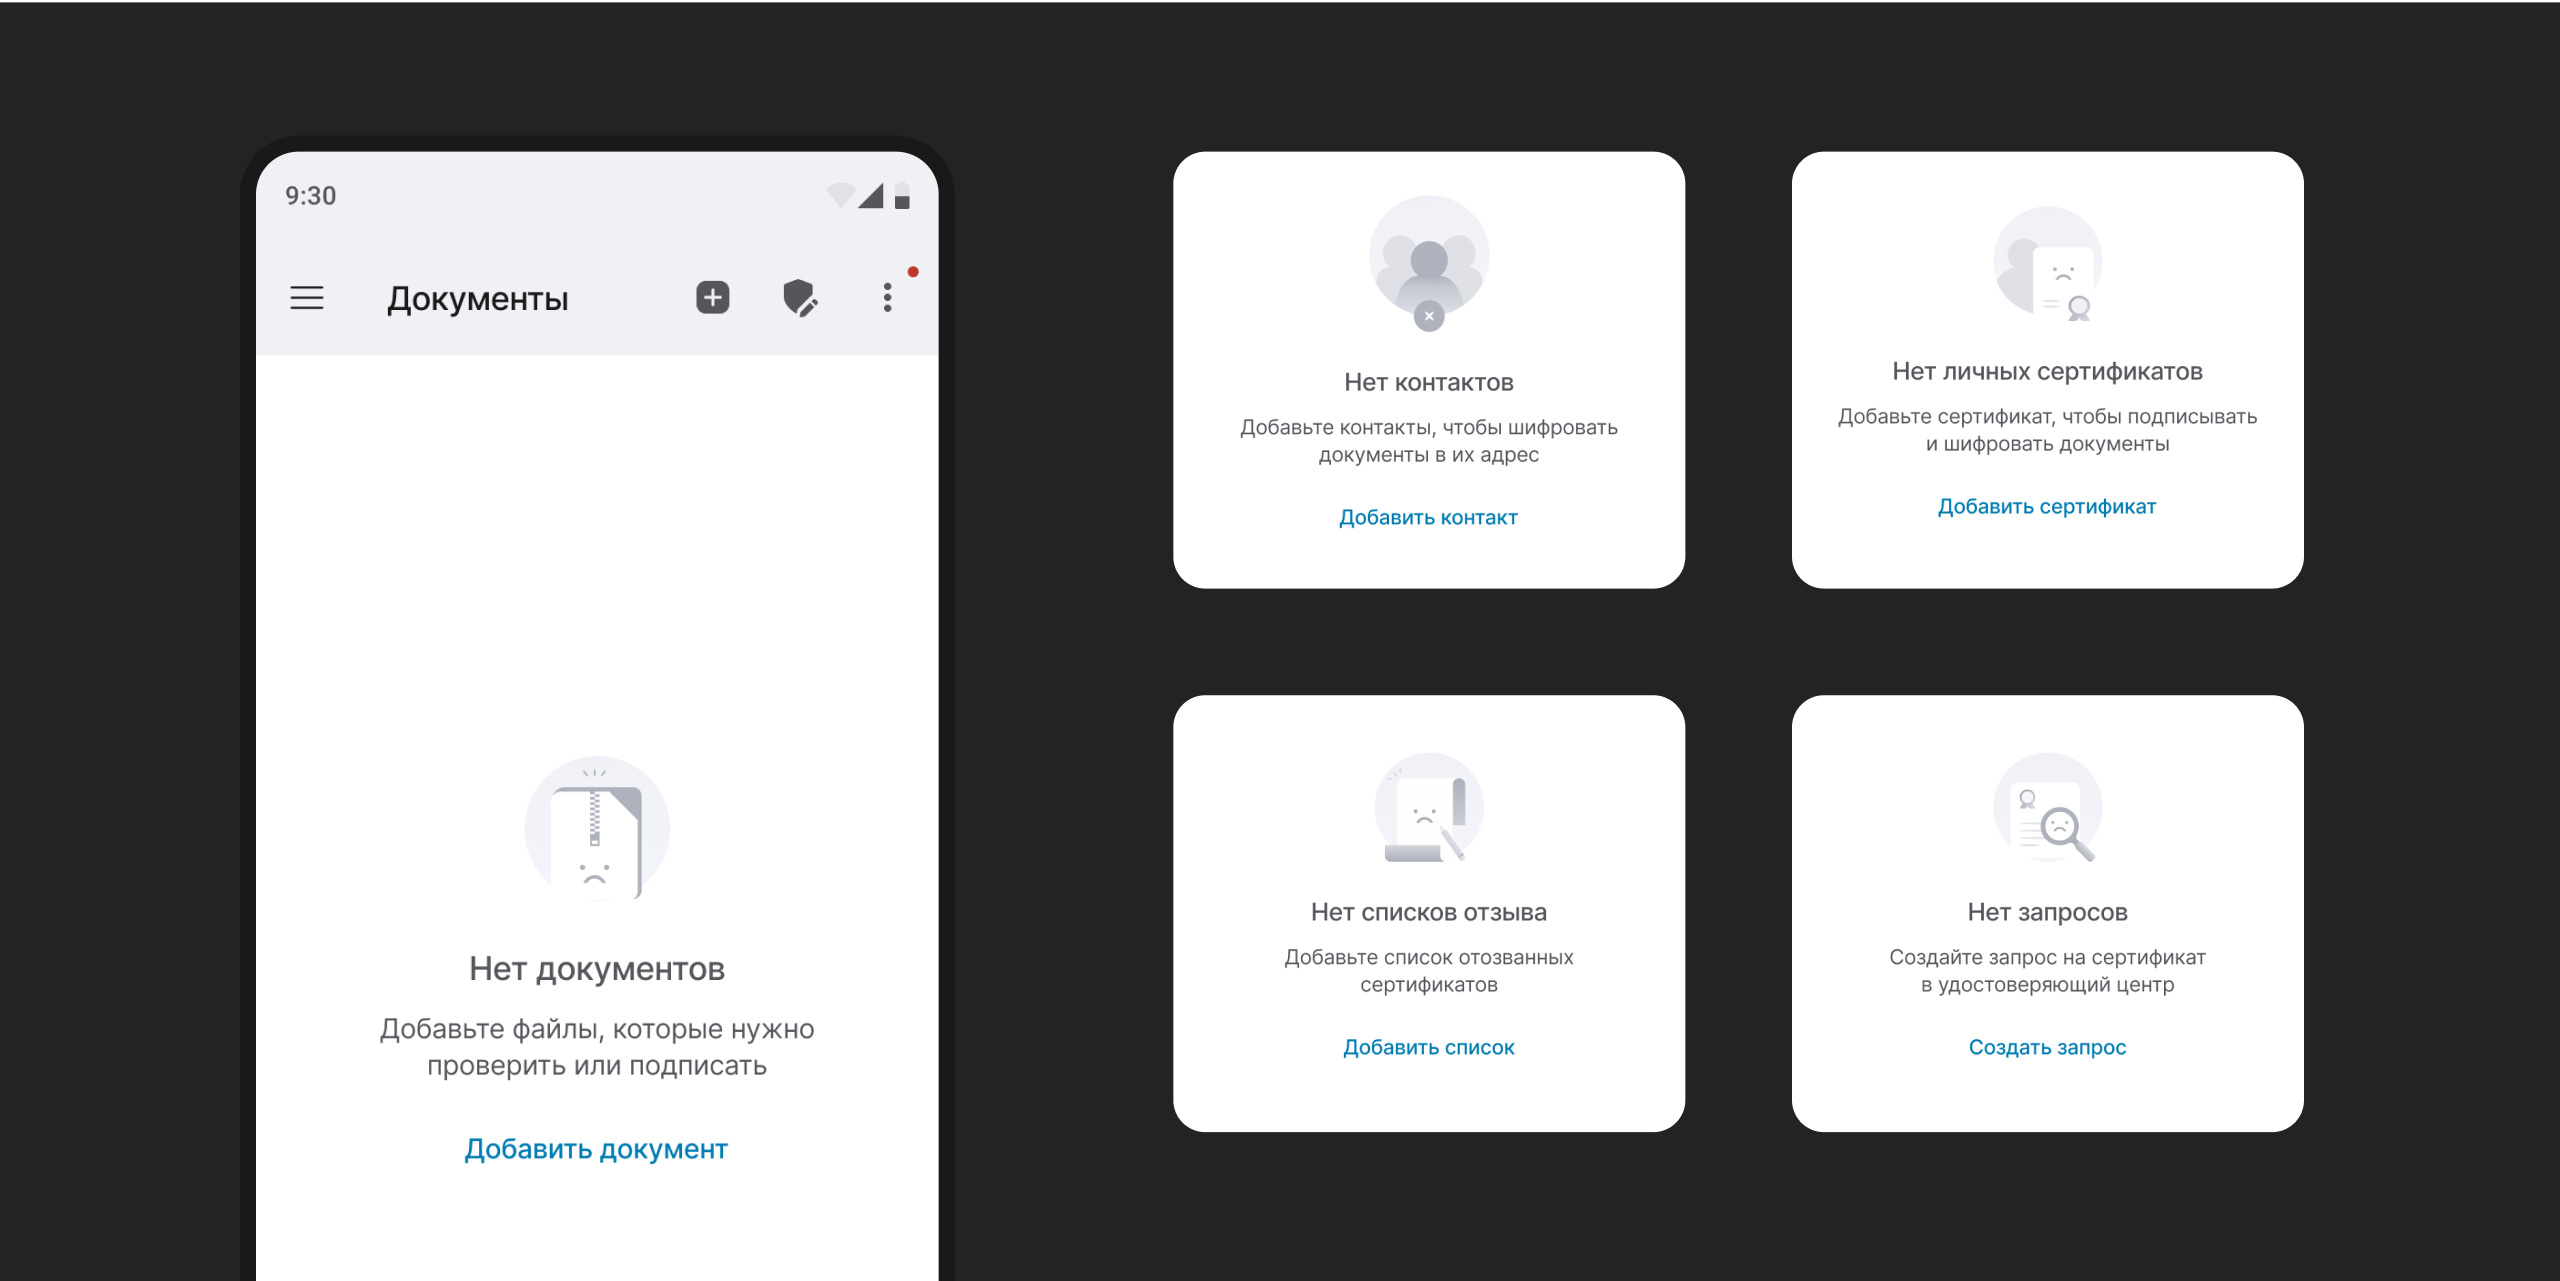 9:30
Документы
Нет документов
Добавьте файлы, которые нужно
проверить или подписать
Добавить документ
Нет контактов
Добавьте контакты, чтобы шифровать
документы в их адрес
Добавить контакт
Нет личных сертификатов
Добавьте сертификат, чтобы подписывать
и шифровать документы
Добавить сертификат
Нет списков отзыва
Добавьте список отозванных
сертификатов
Добавить список
Нет запросов
Создайте запрос на сертификат
в удостоверяющий центр
Создать запрос